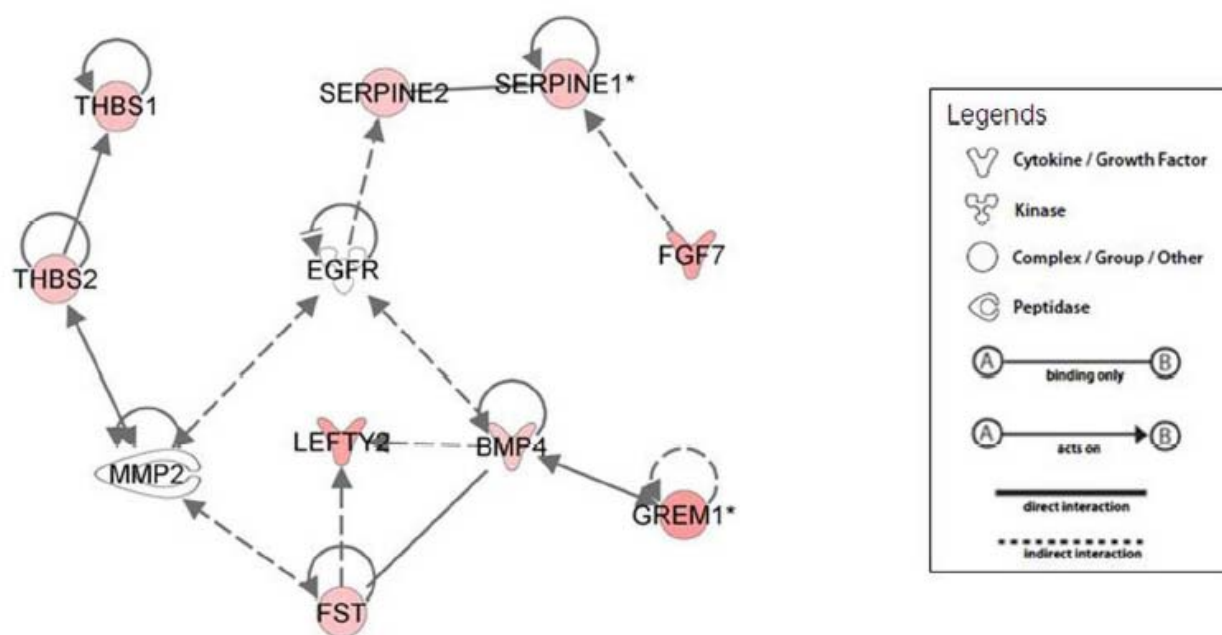 THBS1
SERPINE2
SERPINE1*
THBS2
EGFR
FGF7
MMP2
LEFTY2
BMP4
GREM1*
FST
Legends
Cytokine / Growth Factor
Kinase
Complex / Group / Other
Peptidase
A B
binding only
A B
acts on
direct interaction
indirect interaction